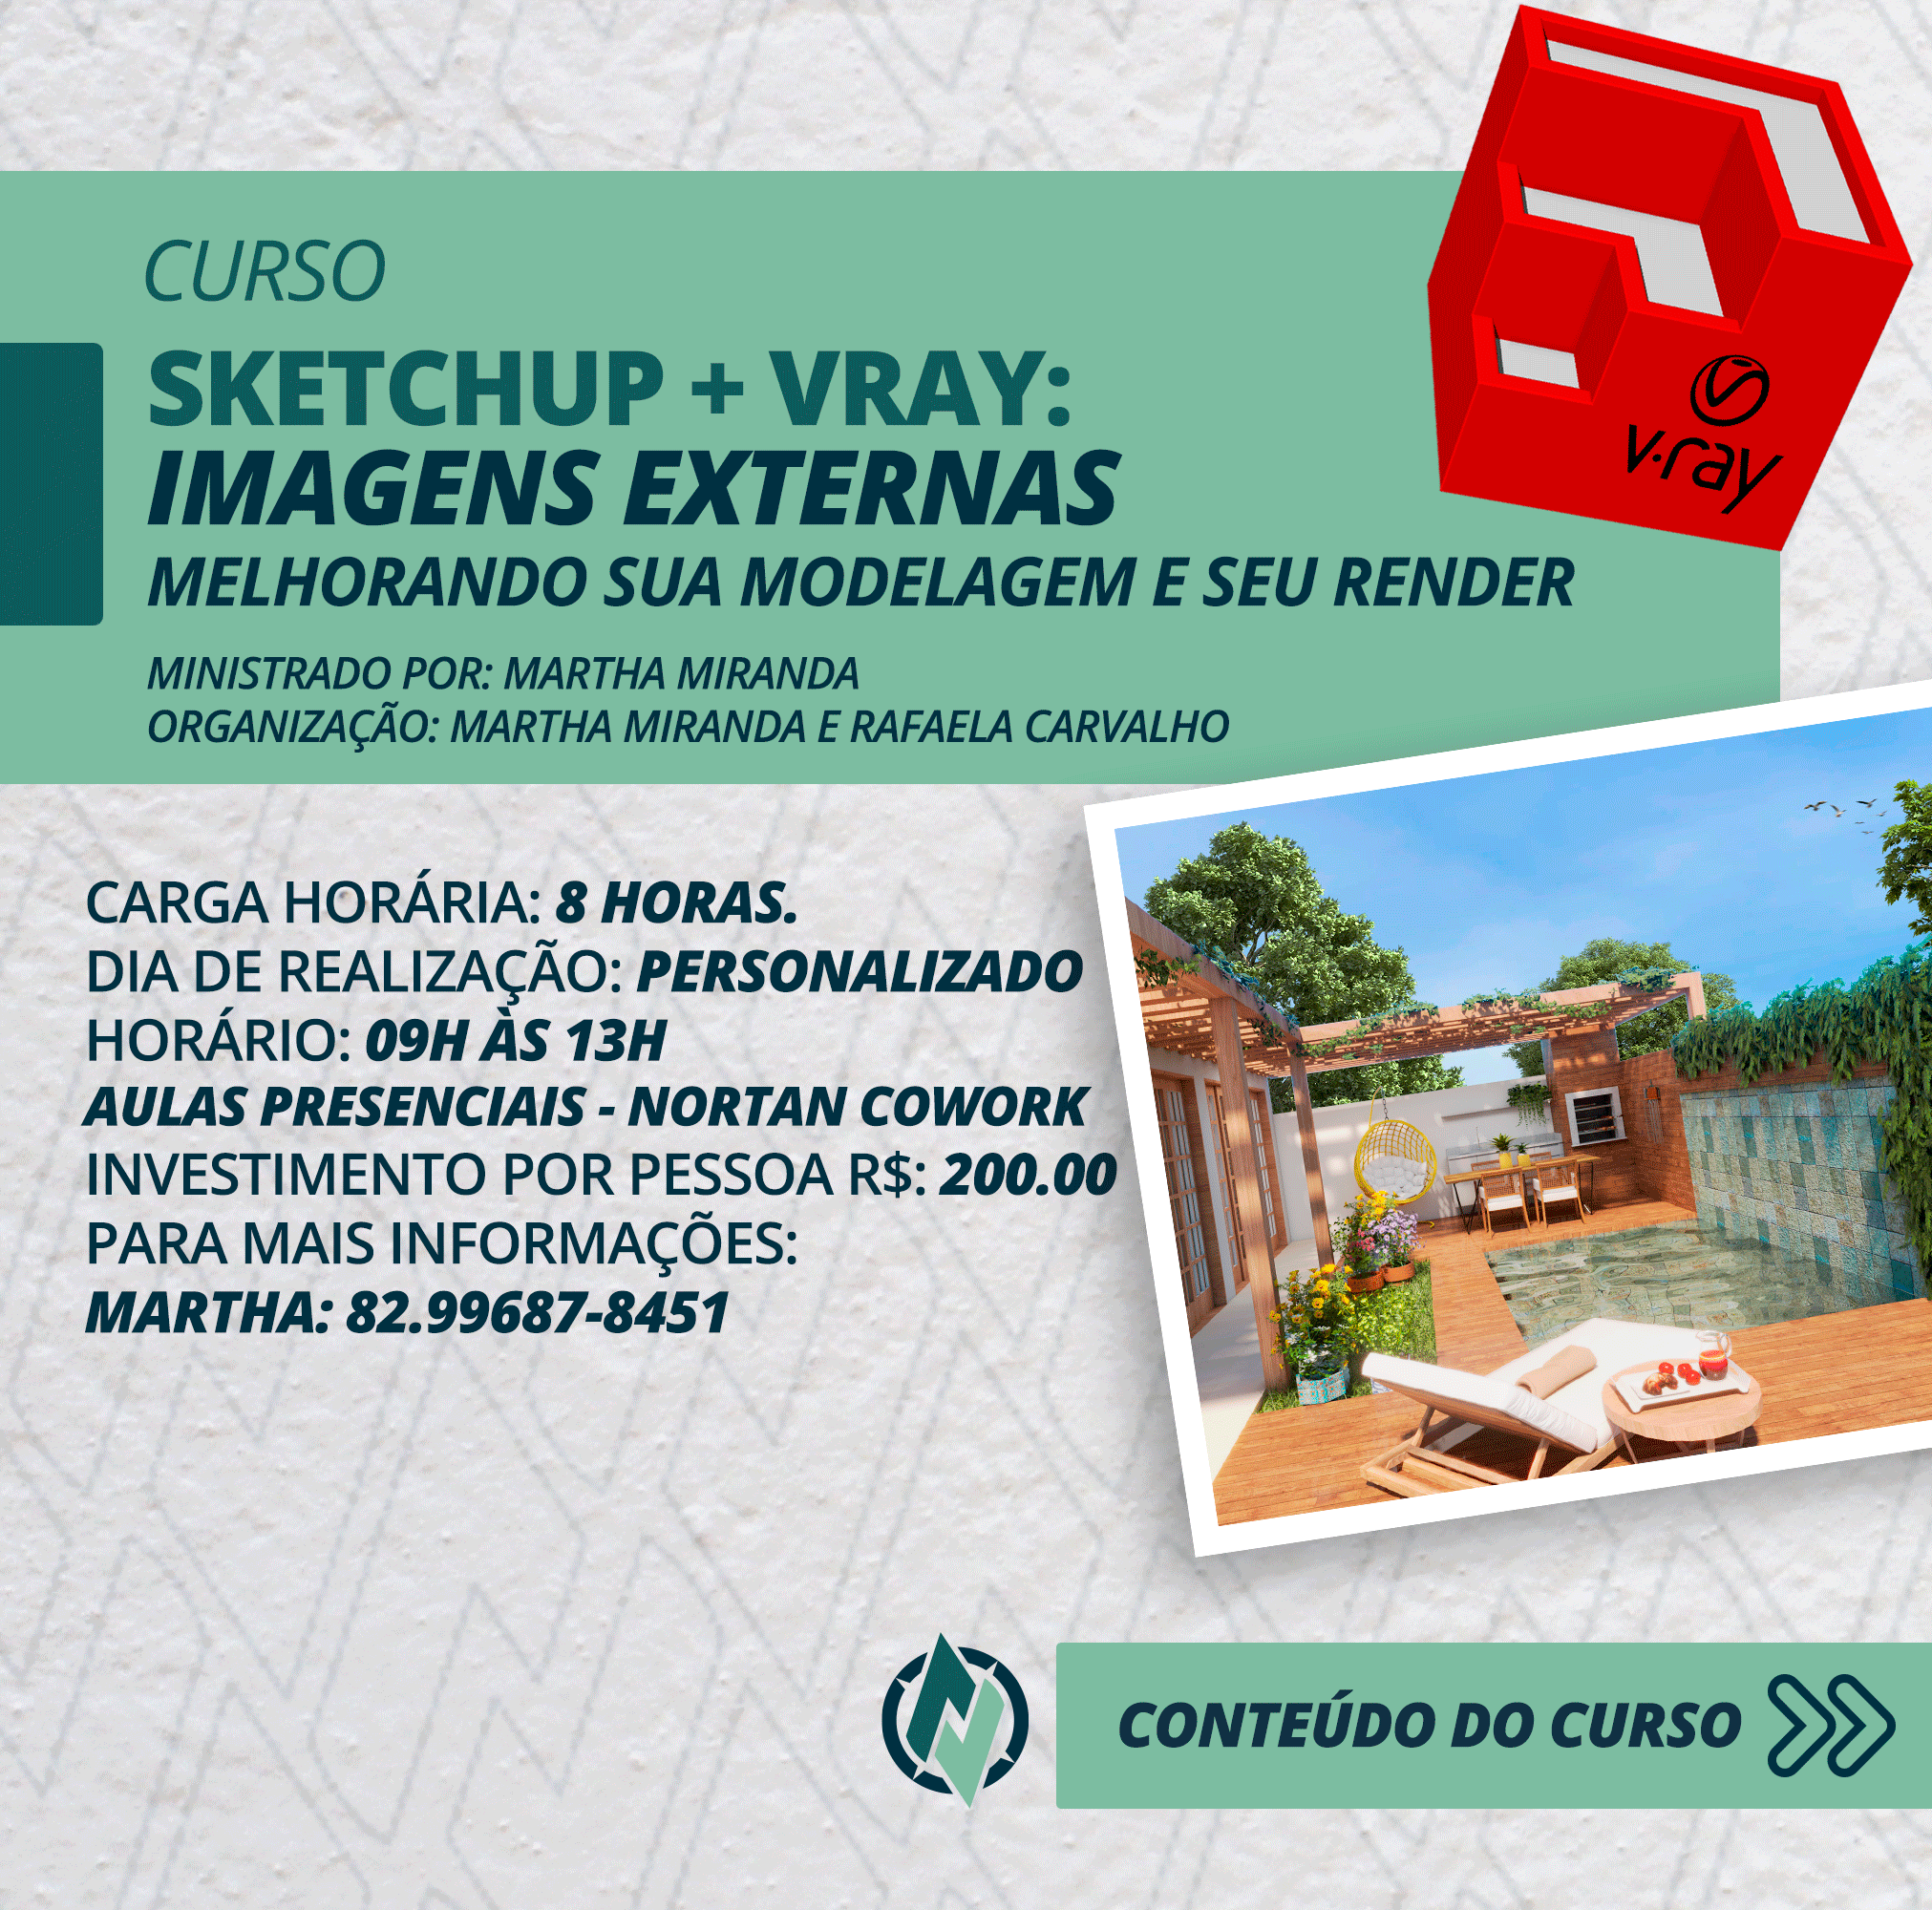 CURSO
SKETCHUP + VRAY:
IMAGENS EXTERNAS
MELHORANDO SUA MODELAGEM E SEU RENDER
MINISTRADO POR: MARTHA MIRANDA
ORGANIZAÇÃO: MARTHA MIRANDA E RAFAELA CARVALHO
v.ray
CARGA HORÁRIA: 8 HORAS.
DIA DE REALIZAÇÃO: PERSONALIZADO
HORÁRIO: 09H ÀS 13H
AULAS PRESENCIAIS - NORTAN COWORK
INVESTIMENTO POR PESSOA R$: 200.00
PARA MAIS INFORMAÇÕES:
MARTHA: 82.99687-8451
CONTEÚDO DO CURSO